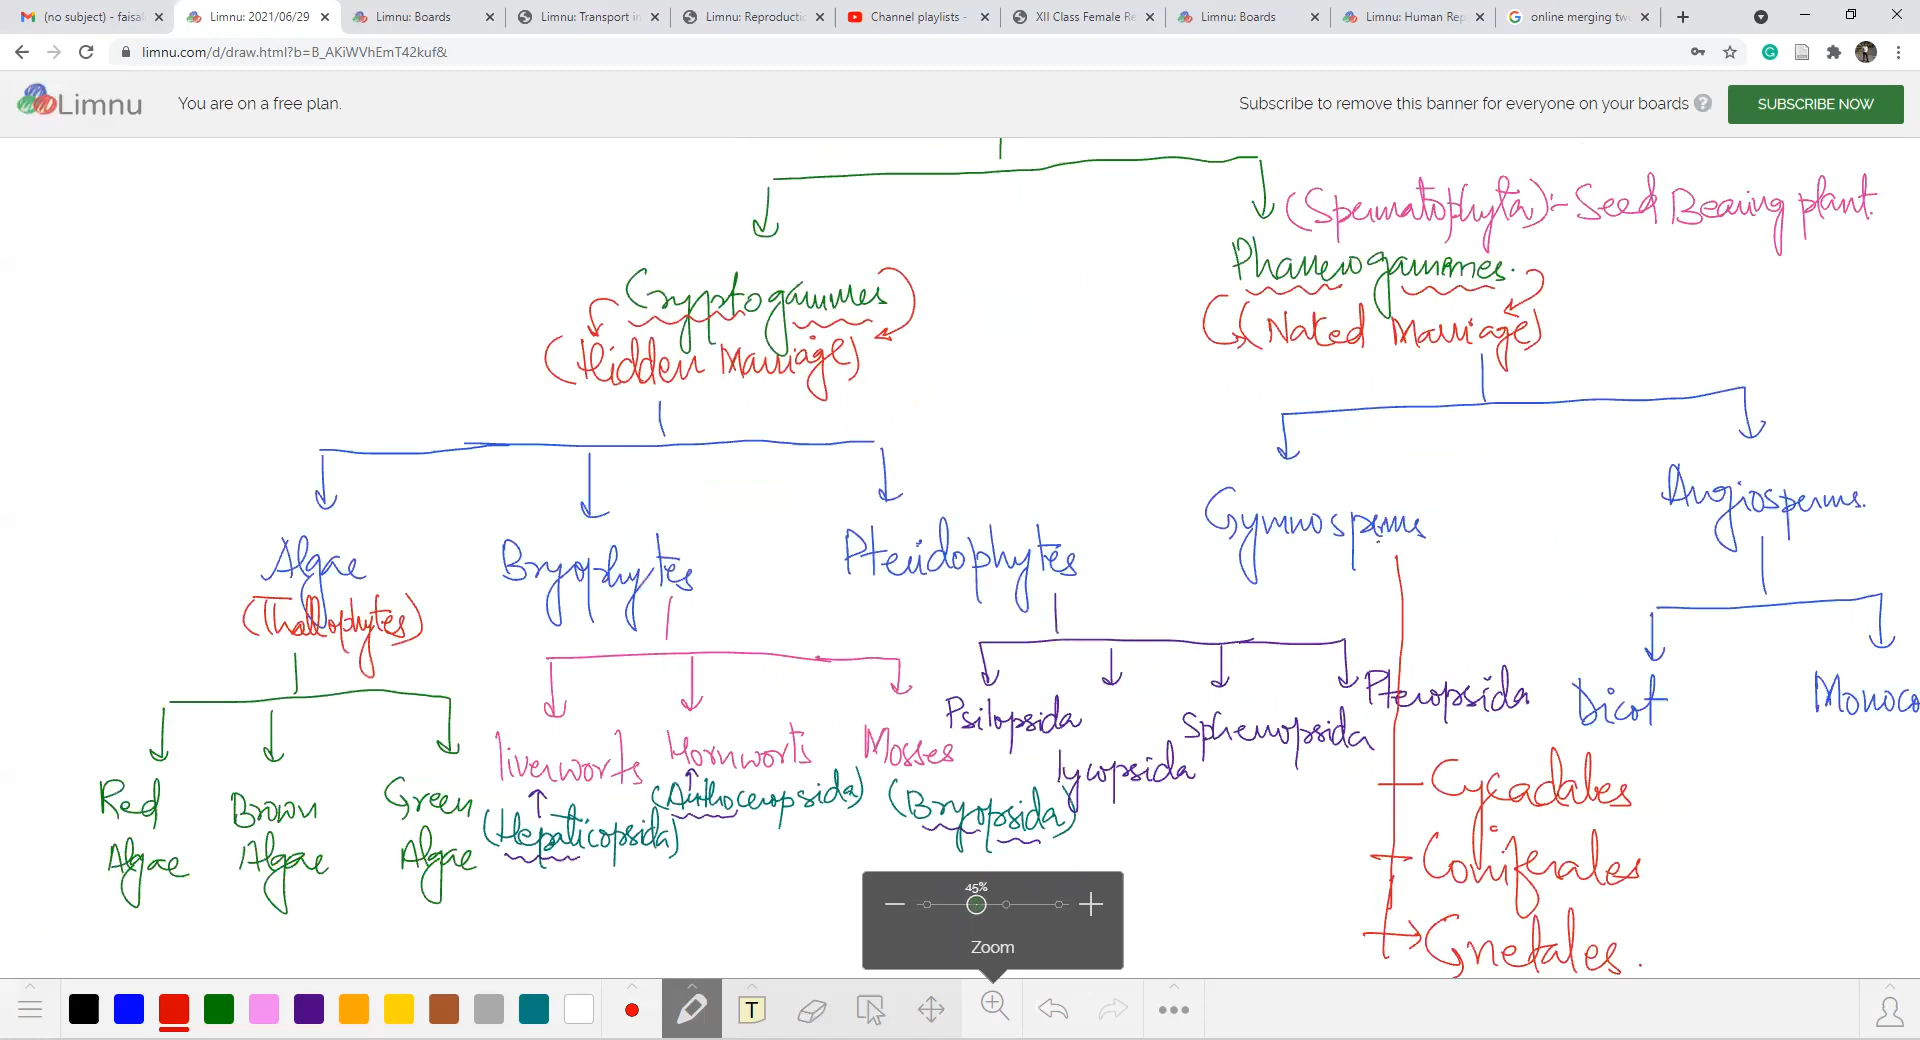 (no subject) - faisal
Limnu: 2021/06/29
Limnu: Boards
Limnu: Transport in
Limnu: Reproductio
Channel playlists -
XII Class Female Re
Limnu: Boards
Limnu: Human Rep
online merging tw
limnu.com/d/draw.html?b=B_AKiWVhEmT42kuf&
Limnu
You are on a free plan.
Subscribe to remove this banner for everyone on your boards ?
SUBSCRIBE NOW
(Spermatophyta):- Seed Bearing plant.
Phanerogammes.
Cryptogammes
(Naked Marriage)
(Hidden Marriage)
Gymnosperms
Angiosperms.
Algae
Bryophytes
Pteridophytes
(Thallophytes)
Psilopsida
Lycopsida
Sphenopsida
Pteropsida
Dicot
Monoco
liverworts
Hornworts
Mosses
(Hepaticopsida)
(Anthoceropsida)
(Bryopsida)
Red
Algae
Brown
Algae
Green
Algae
Cycadales
Coniferales
Gnetales.
45%
Zoom
T